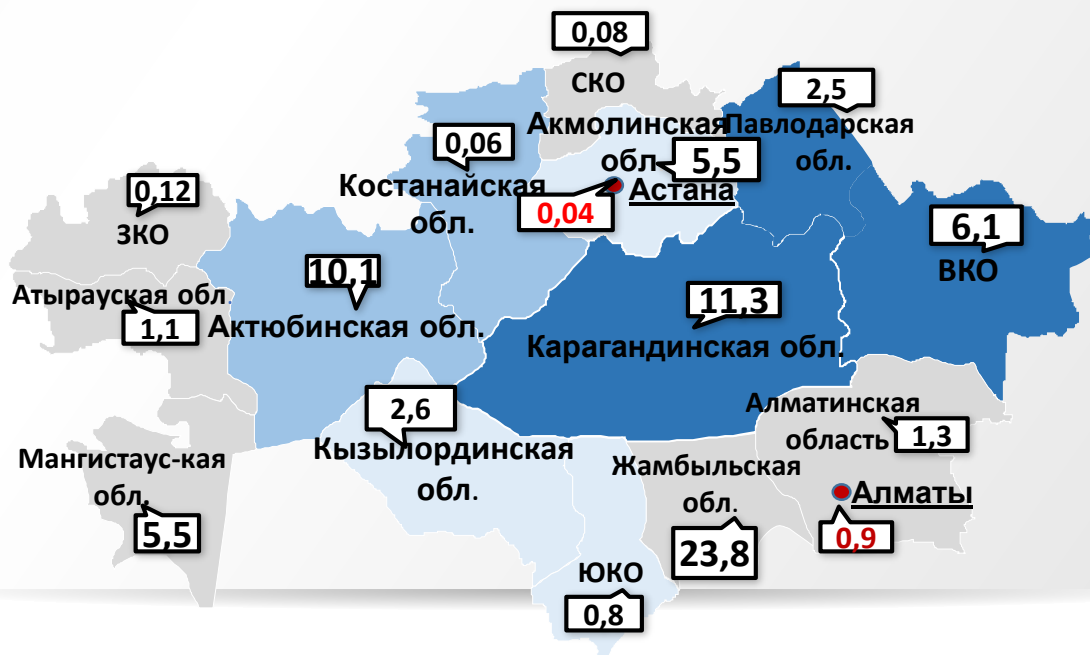 0,08
СКО
2,5
Павлодарская
обл.
Акмолинская
обл
5,5
Астана
0,04
0,06
Костанайская
обл.
0,12
ЗКО
6,1
ВКО
Атырауская обл.
1,1
10,1
Актюбинская обл.
11,3
Карагандинская обл.
2,6
Кызылординская
обл.
Алматинская
область
1,3
Мангистаус-кая
обл.
5,5
Жамбыльская
обл.
23,8
Алматы
0,9
ЮКО
0,8